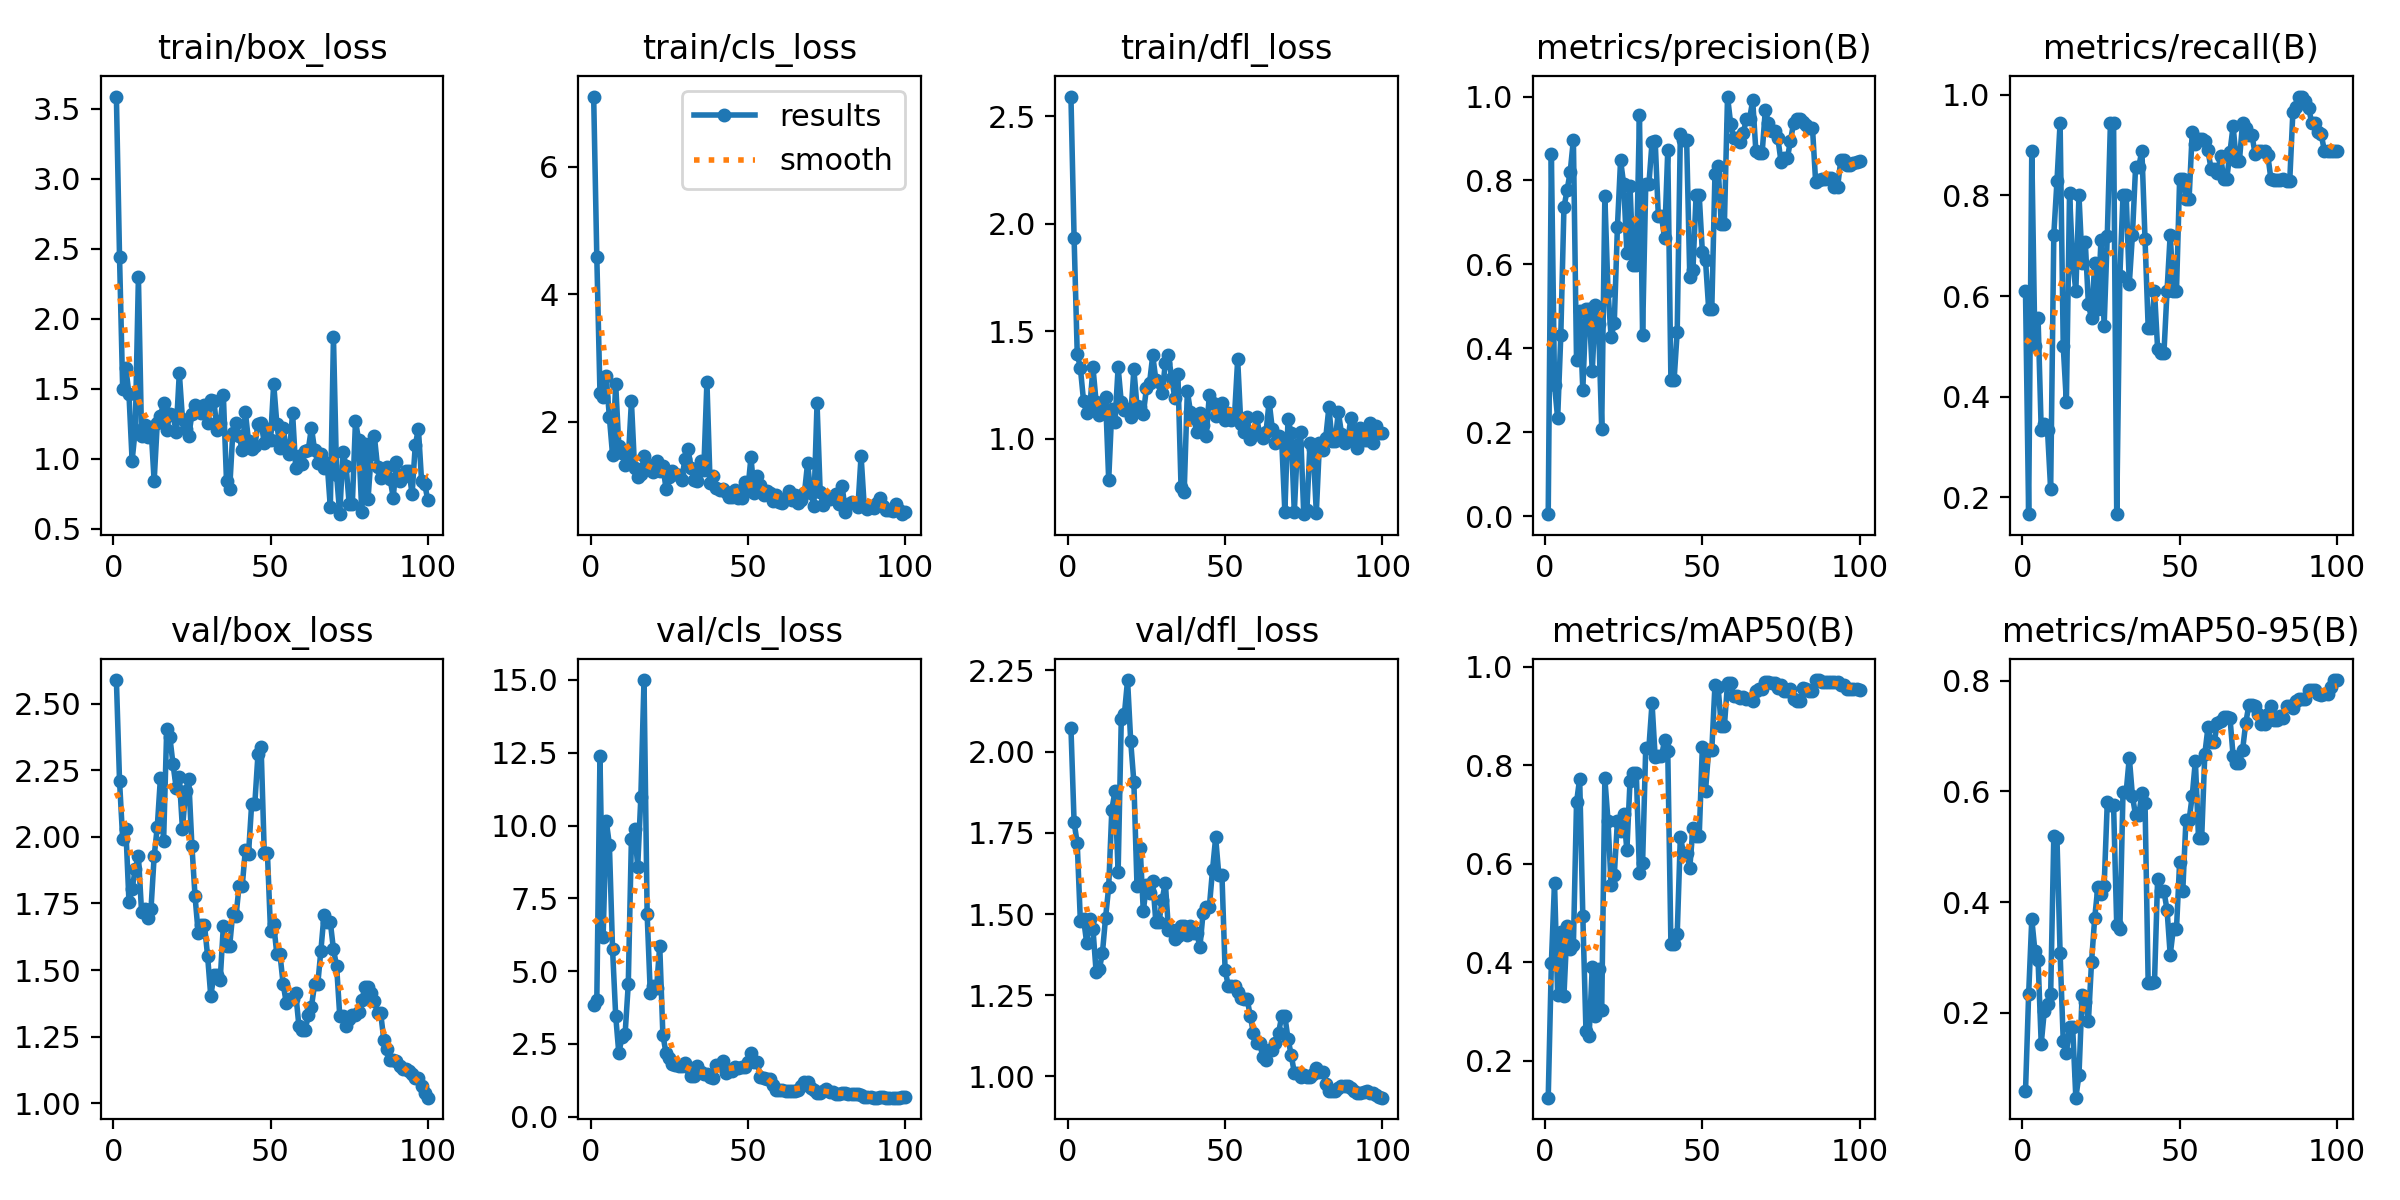 train/box_loss
3.5
3.0
2.5
2.0
1.5
1.0
0.5
0 50 100
train/cls_loss
results
smooth
6
4
2
0 50 100
train/dfl_loss
2.5
2.0
1.5
1.0
0 50 100
metrics/precision(B)
1.0
0.8
0.6
0.4
0.2
0.0
0 50 100
metrics/recall(B)
1.0
0.8
0.6
0.4
0.2
0 50 100
val/box_loss
2.50
2.25
2.00
1.75
1.50
1.25
1.00
0 50 100
val/cls_loss
15.0
12.5
10.0
7.5
5.0
2.5
0.0
0 50 100
val/dfl_loss
2.25
2.00
1.75
1.50
1.25
1.00
0 50 100
metrics/mAP50(B)
1.0
0.8
0.6
0.4
0.2
0 50 100
metrics/mAP50-95(B)
0.8
0.6
0.4
0.2
0 50 100